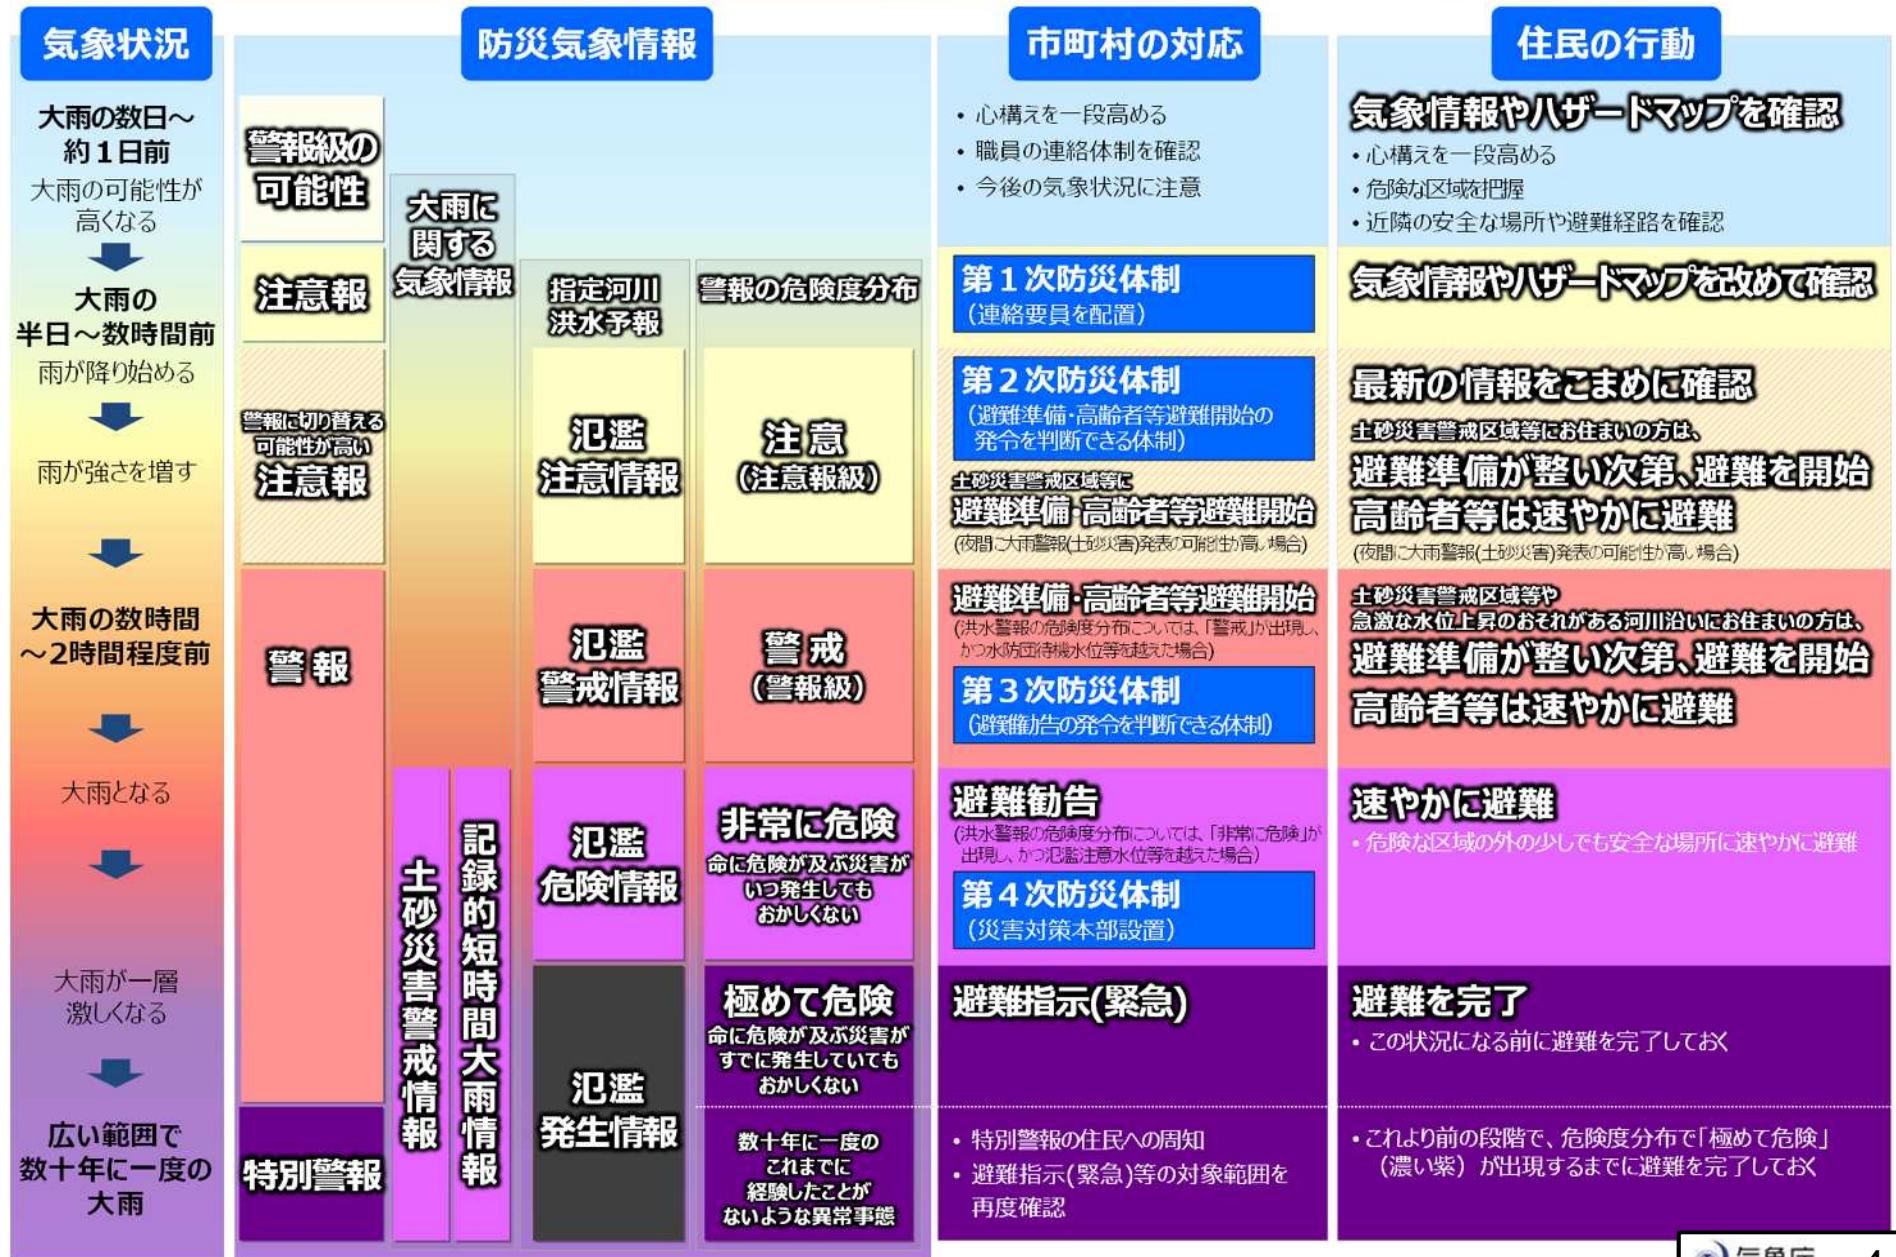 気象状況
防災気象情報
市町村の対応
住民の行動
大雨の数日～
約１日前
大雨の可能性が
高くなる
大雨の
半日～数時間前
雨が降り始める
雨が強さを増す
大雨の数時間
～2時間程度前
大雨となる
大雨が一層
激しくなる
広い範囲で
数十年に一度の
大雨
警報級の
可能性
注意報
警報に切り替える
可能性が高い
注意報
警報
特別警報
大雨に
関する
気象情報
土砂災害警戒情報
記録的短時間大雨情報
指定河川
洪水予報
氾濫
注意情報
氾濫
警戒情報
氾濫
危険情報
氾濫
発生情報
警報の危険度分布
注意
（注意報級）
警戒
（警報級）
非常に危険
命に危険が及ぶ災害が
いつ発生しても
おかしくない
極めて危険
命に危険が及ぶ災害が
すでに発生していても
おかしくない
数十年に一度の
これまでに
経験したことが
ないような異常事態
• 心構えを一段高める
• 職員の連絡体制を確認
• 今後の気象状況に注意
第１次防災体制
（連絡要員を配置）
第２次防災体制
（避難準備・高齢者等避難開始の
発令を判断できる体制）
土砂災害警戒区域等に
避難準備・高齢者等避難開始
(夜間に大雨警報(土砂災害)発表の可能性が高い場合)
避難準備・高齢者等避難開始
(洪水警報の危険度分布については、「警戒」が出現し、
かつ水防団待機水位等を越えた場合)
第３次防災体制
（避難勧告の発令を判断できる体制）
避難勧告
(洪水警報の危険度分布については、「非常に危険」が
出現し、かつ氾濫注意水位等を越えた場合)
第４次防災体制
（災害対策本部設置）
避難指示(緊急)
• 特別警報の住民への周知
• 避難指示(緊急)等の対象範囲を
再度確認
気象情報やハザードマップを確認
• 心構えを一段高める
• 危険な区域を把握
• 近隣の安全な場所や避難経路を確認
気象情報やハザードマップを改めて確認
最新の情報をこまめに確認
土砂災害警戒区域等にお住まいの方は、
避難準備が整い次第、避難を開始
高齢者等は速やかに避難
(夜間に大雨警報(土砂災害)発表の可能性が高い場合)
土砂災害警戒区域等や
急激な水位上昇のおそれがある河川沿いにお住まいの方は、
避難準備が整い次第、避難を開始
高齢者等は速やかに避難
速やかに避難
• 危険な区域の外の少しでも安全な場所に速やかに避難
避難を完了
• この状況になる前に避難を完了しておく
• これより前の段階で、危険度分布で「極めて危険」
（濃い紫）が出現するまでに避難を完了しておく